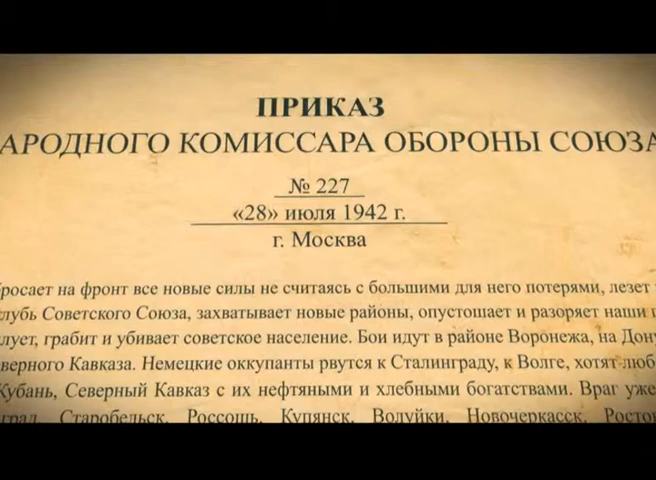 ПРИКАЗ
АРОДНОГО КОМИССАРА ОБОРОНЫ СОЮЗА
№ 227
«28» июля 1942 г.
г. Москва
бросает на фронт все новые силы не считаясь с большими для него потерями, лезет
глубь Советского Союза, захватывает новые районы, опустошает и разоряет наши
лует, грабит и убивает советское население. Бои идут в районе Воронежа, на Дону
верного Кавказа. Немецкие оккупанты рвутся к Сталинграду, к Волге, хотят люб
Кубань, Северный Кавказ с их нефтяными и хлебными богатствами. Враг уже
град, Старобельск, Россошь, Купянск, Валуйки, Новочеркасск, Росто